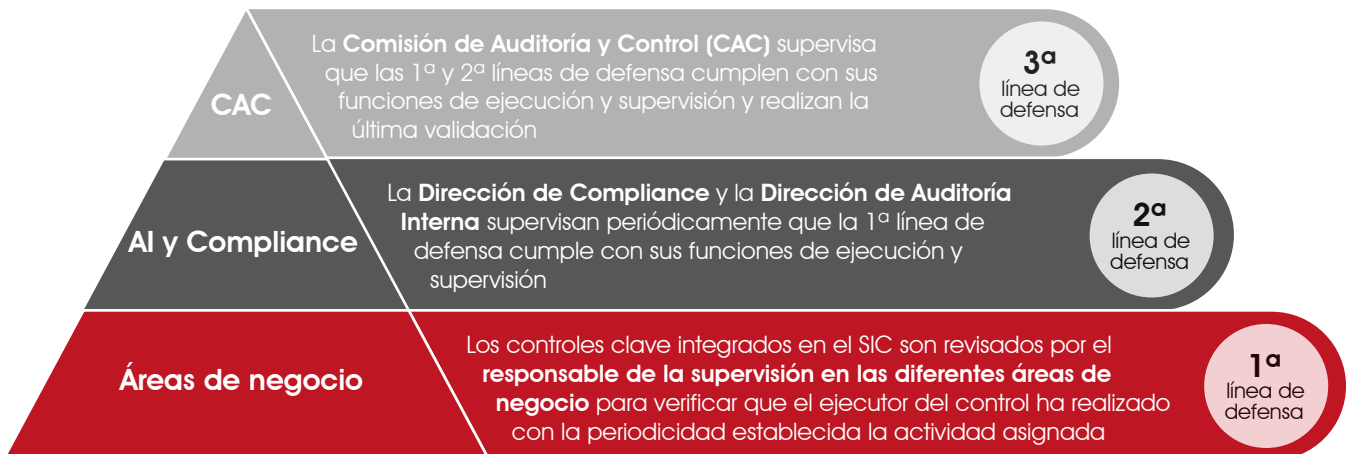 CAC
La Comisión de Auditoría y Control (CAC) supervisa
que las 1ª y 2ª líneas de defensa cumplen con sus
funciones de ejecución y supervisión y realizan la
última validación
3ª
línea de
defensa
AI y Compliance
La Dirección de Compliance y la Dirección de Auditoría
Interna supervisan periódicamente que la 1ª línea de
defensa cumple con sus funciones de ejecución y
supervisión
2ª
línea de
defensa
Áreas de negocio
Los controles clave integrados en el SIC son revisados por el
responsable de la supervisión en las diferentes áreas de
negocio para verificar que el ejecutor del control ha realizado
con la periodicidad establecida la actividad asignada
1ª
línea de
defensa